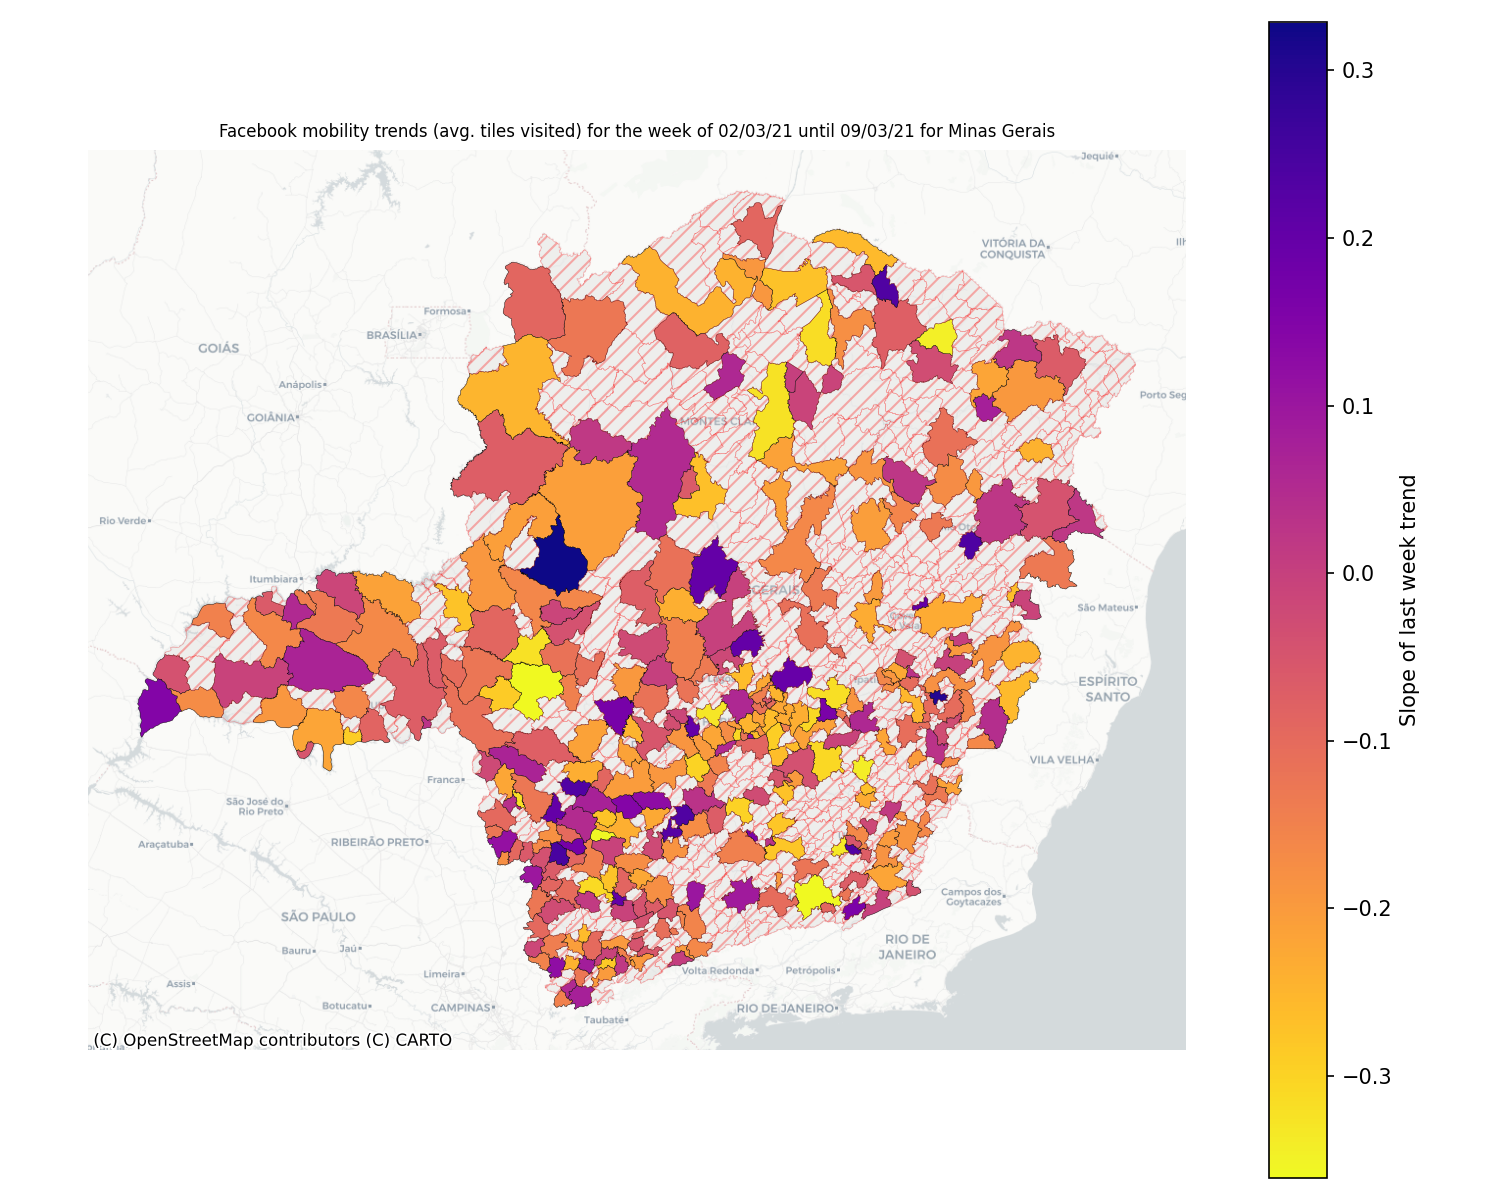 Facebook mobility trends (avg. tiles visited) for the week of 02/03/21 until 09/03/21 for Minas Gerais
Jequié
VITÓRIA DA
CONQUISTA
Formosa
BRASÍLIA
GOIÁS
Anápolis
GOIÂNIA
Porto Seg
MONTES CLA
Rio Verde
Itumbiara
GERAIS
São Mateus
ESPÍRITO
SANTO
VILA VELHA
Franca
São José do
Rio Preto
RIBEIRÃO PRETO
Araçatuba
Campos dos
Goytacazes
SÃO PAULO
RIO DE
JANEIRO
Bauru
Jaú
Limeira
Volta Redonda
Petrópolis
Assis
Botucatu
CAMPINAS
RIO DE JANEIRO
Taubaté
(C) OpenStreetMap contributors (C) CARTO
0.3
0.2
0.1
0.0
−0.1
−0.2
−0.3
Slope of last week trend